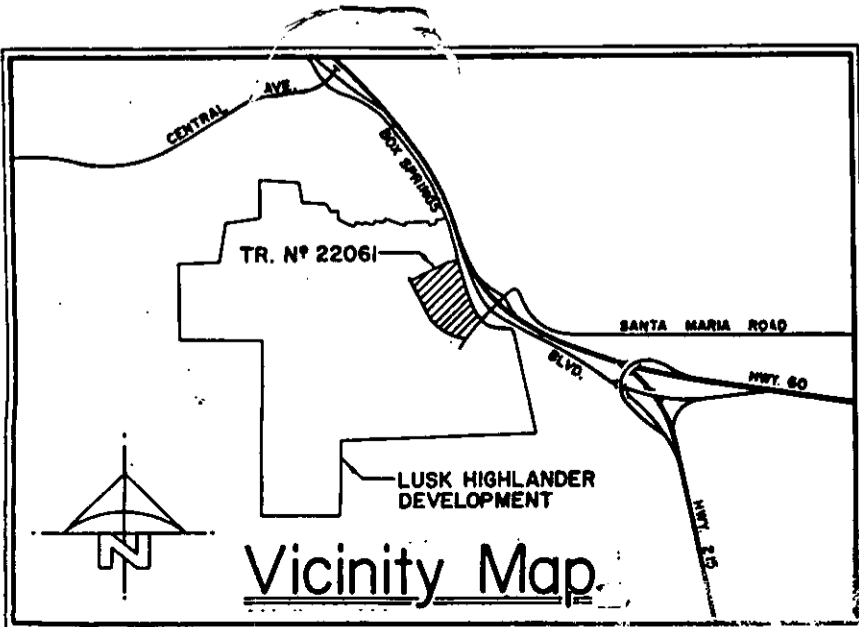 CENTRAL AVE.
BOX SPRINGS
TR. Nº 22061
SANTA MARIA ROAD
BLVD.
HWY. 60
LUSK HIGHLANDER
DEVELOPMENT
HWY. 215
N
Vicinity Map